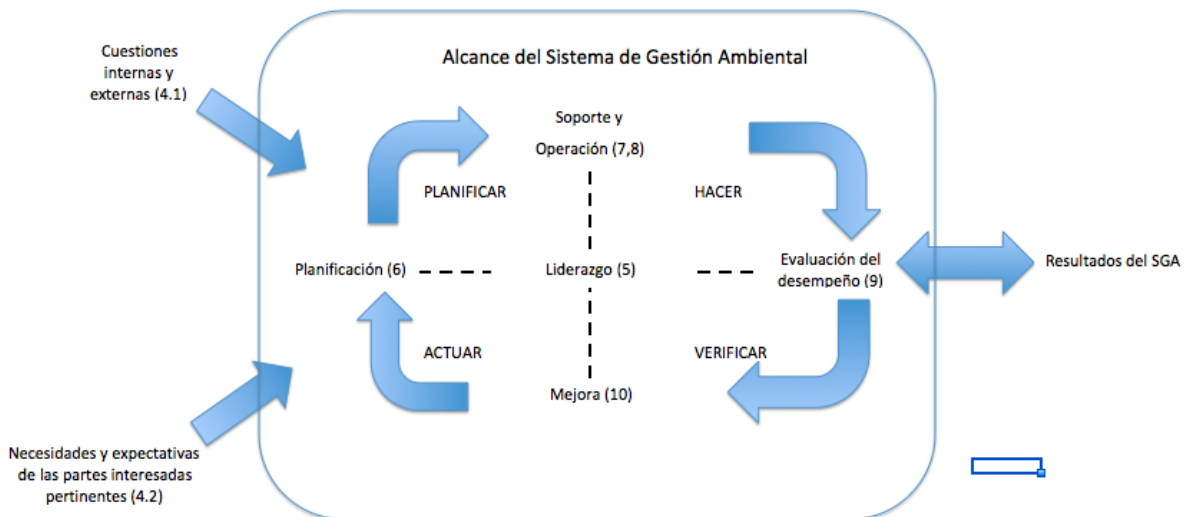 Alcance del Sistema de Gestión Ambiental
Cuestiones
internas y
externas (4.1)
Soporte y
Operación (7,8)
PLANIFICAR
HACER
Planificación (6)
Liderazgo (5)
Evaluación del
desempeño (9)
Resultados del SGA
ACTUAR
VERIFICAR
Mejora (10)
Necesidades y expectativas
de las partes interesadas
pertinentes (4.2)